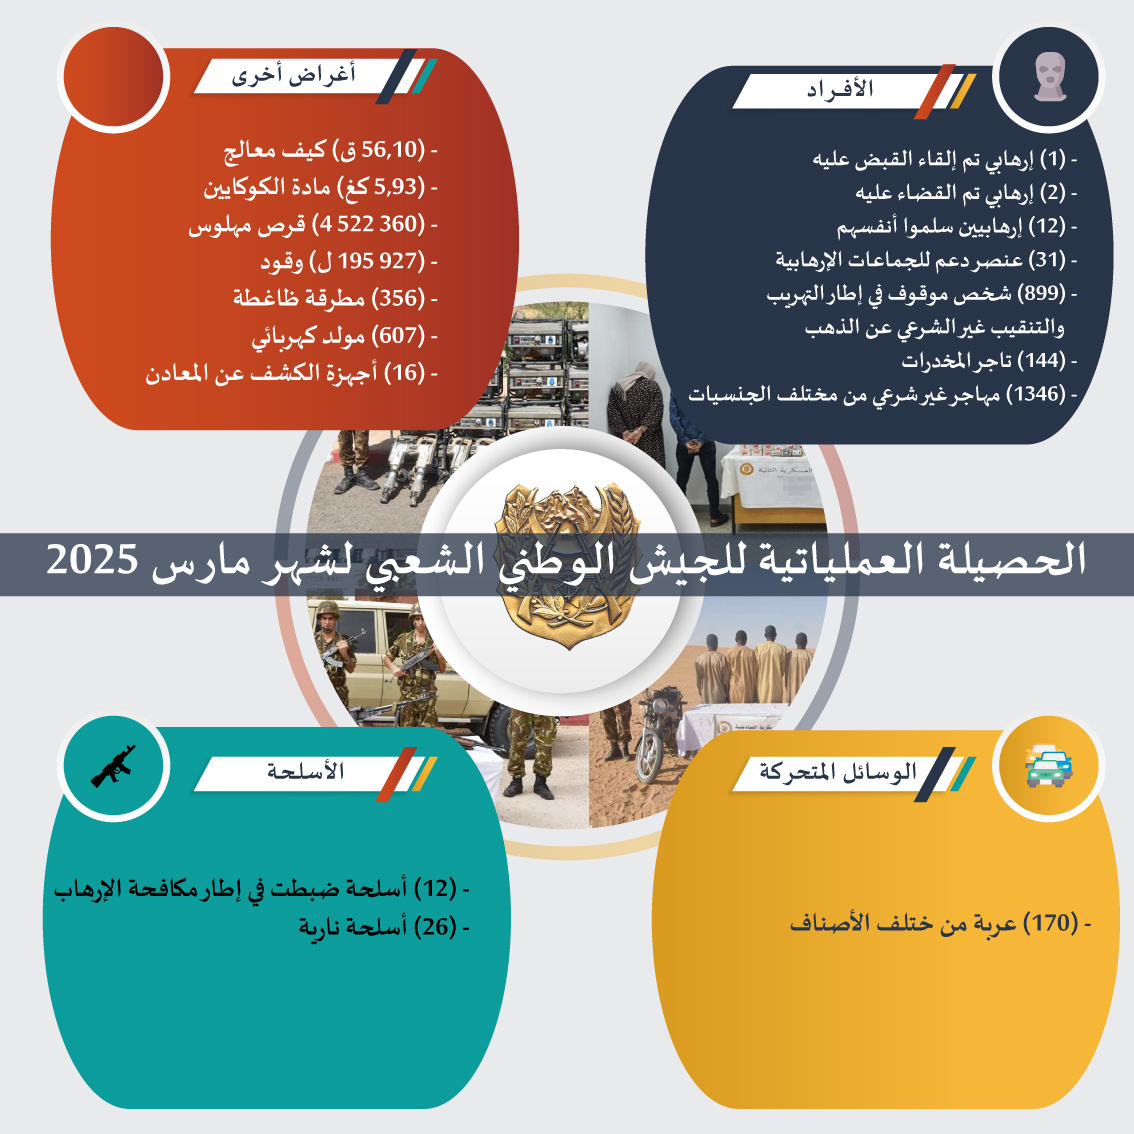 الأفراد
- (1) إرهابي تم إلقاء القبض عليه
- (2) إرهابي تم القضاء عليه
- (12) إرهابيين سلموا أنفسهم
- (31) عنصر دعم للجماعات الإرهابية
- (899) شخص موقوف في إطار التهريب
والتنقيب غير الشرعي عن الذهب
- (144) تاجر المخدرات
- (1346) مهاجر غير شرعي من مختلف الجنسيات
أغراض أخرى
- (56,10 ق) كيف معالج
- (5,93 كغ) مادة الكوكايين
- (4 522 360) قرص مهلوس
- (195 927 ل) وقود
- (356) مطرقة ظاغطة
- (607) مولد كهربائي
- (16) أجهزة الكشف عن المعادن
العسكرية الثانية
الحصيلة العملياتية للجيش الوطني الشعبي لشهر مارس 2025
السادسة
الوسائل المتحركة
- (170) عربة من ختلف الأصناف
الأسلحة
- (12) أسلحة ضبطت في إطار مكافحة الإرهاب
- (26) أسلحة نارية